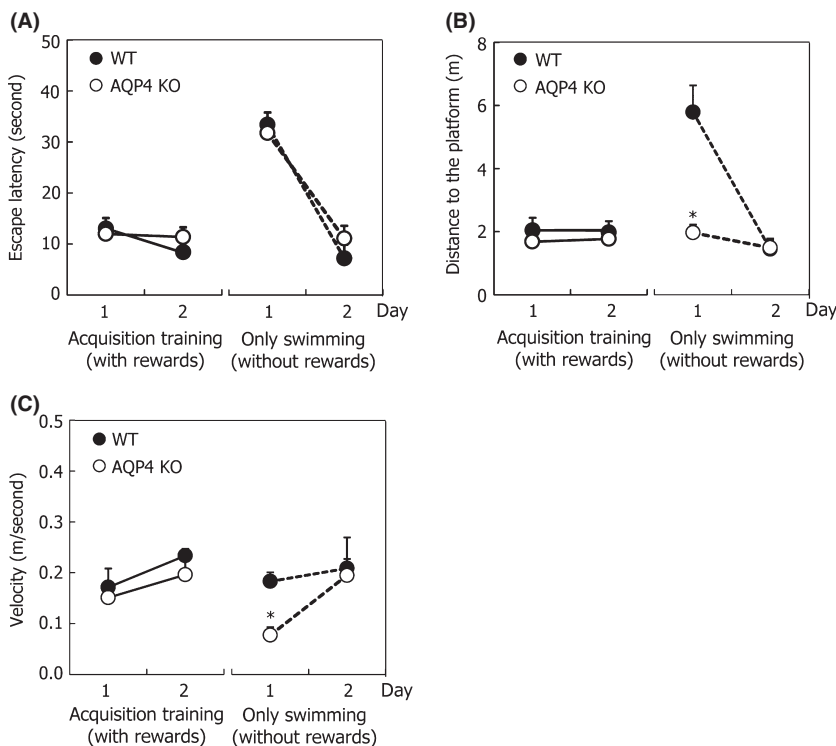 (A)
50
40
30
20
10
0
Escape latency (second)
WT
AQP4 KO
1 2 1 2 Day
Acquisition training Only swimming
(with rewards) (without rewards)
(B)
8
6
4
2
0
Distance to the platform (m)
WT
AQP4 KO
*
1 2 1 2 Day
Acquisition training Only swimming
(with rewards) (without rewards)
(C)
0.5
0.4
0.3
0.2
0.1
0.0
Velocity (m/second)
WT
AQP4 KO
*
1 2 1 2 Day
Acquisition training Only swimming
(with rewards) (without rewards)